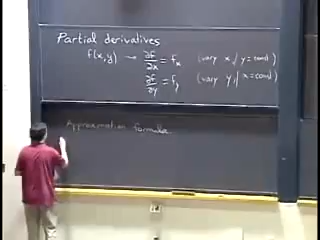 Partial derivatives
f(x,y) → ∂f/∂x = fx (vary x, y = const)
∂f/∂y = fy (vary y, x = const)
Approximation formula